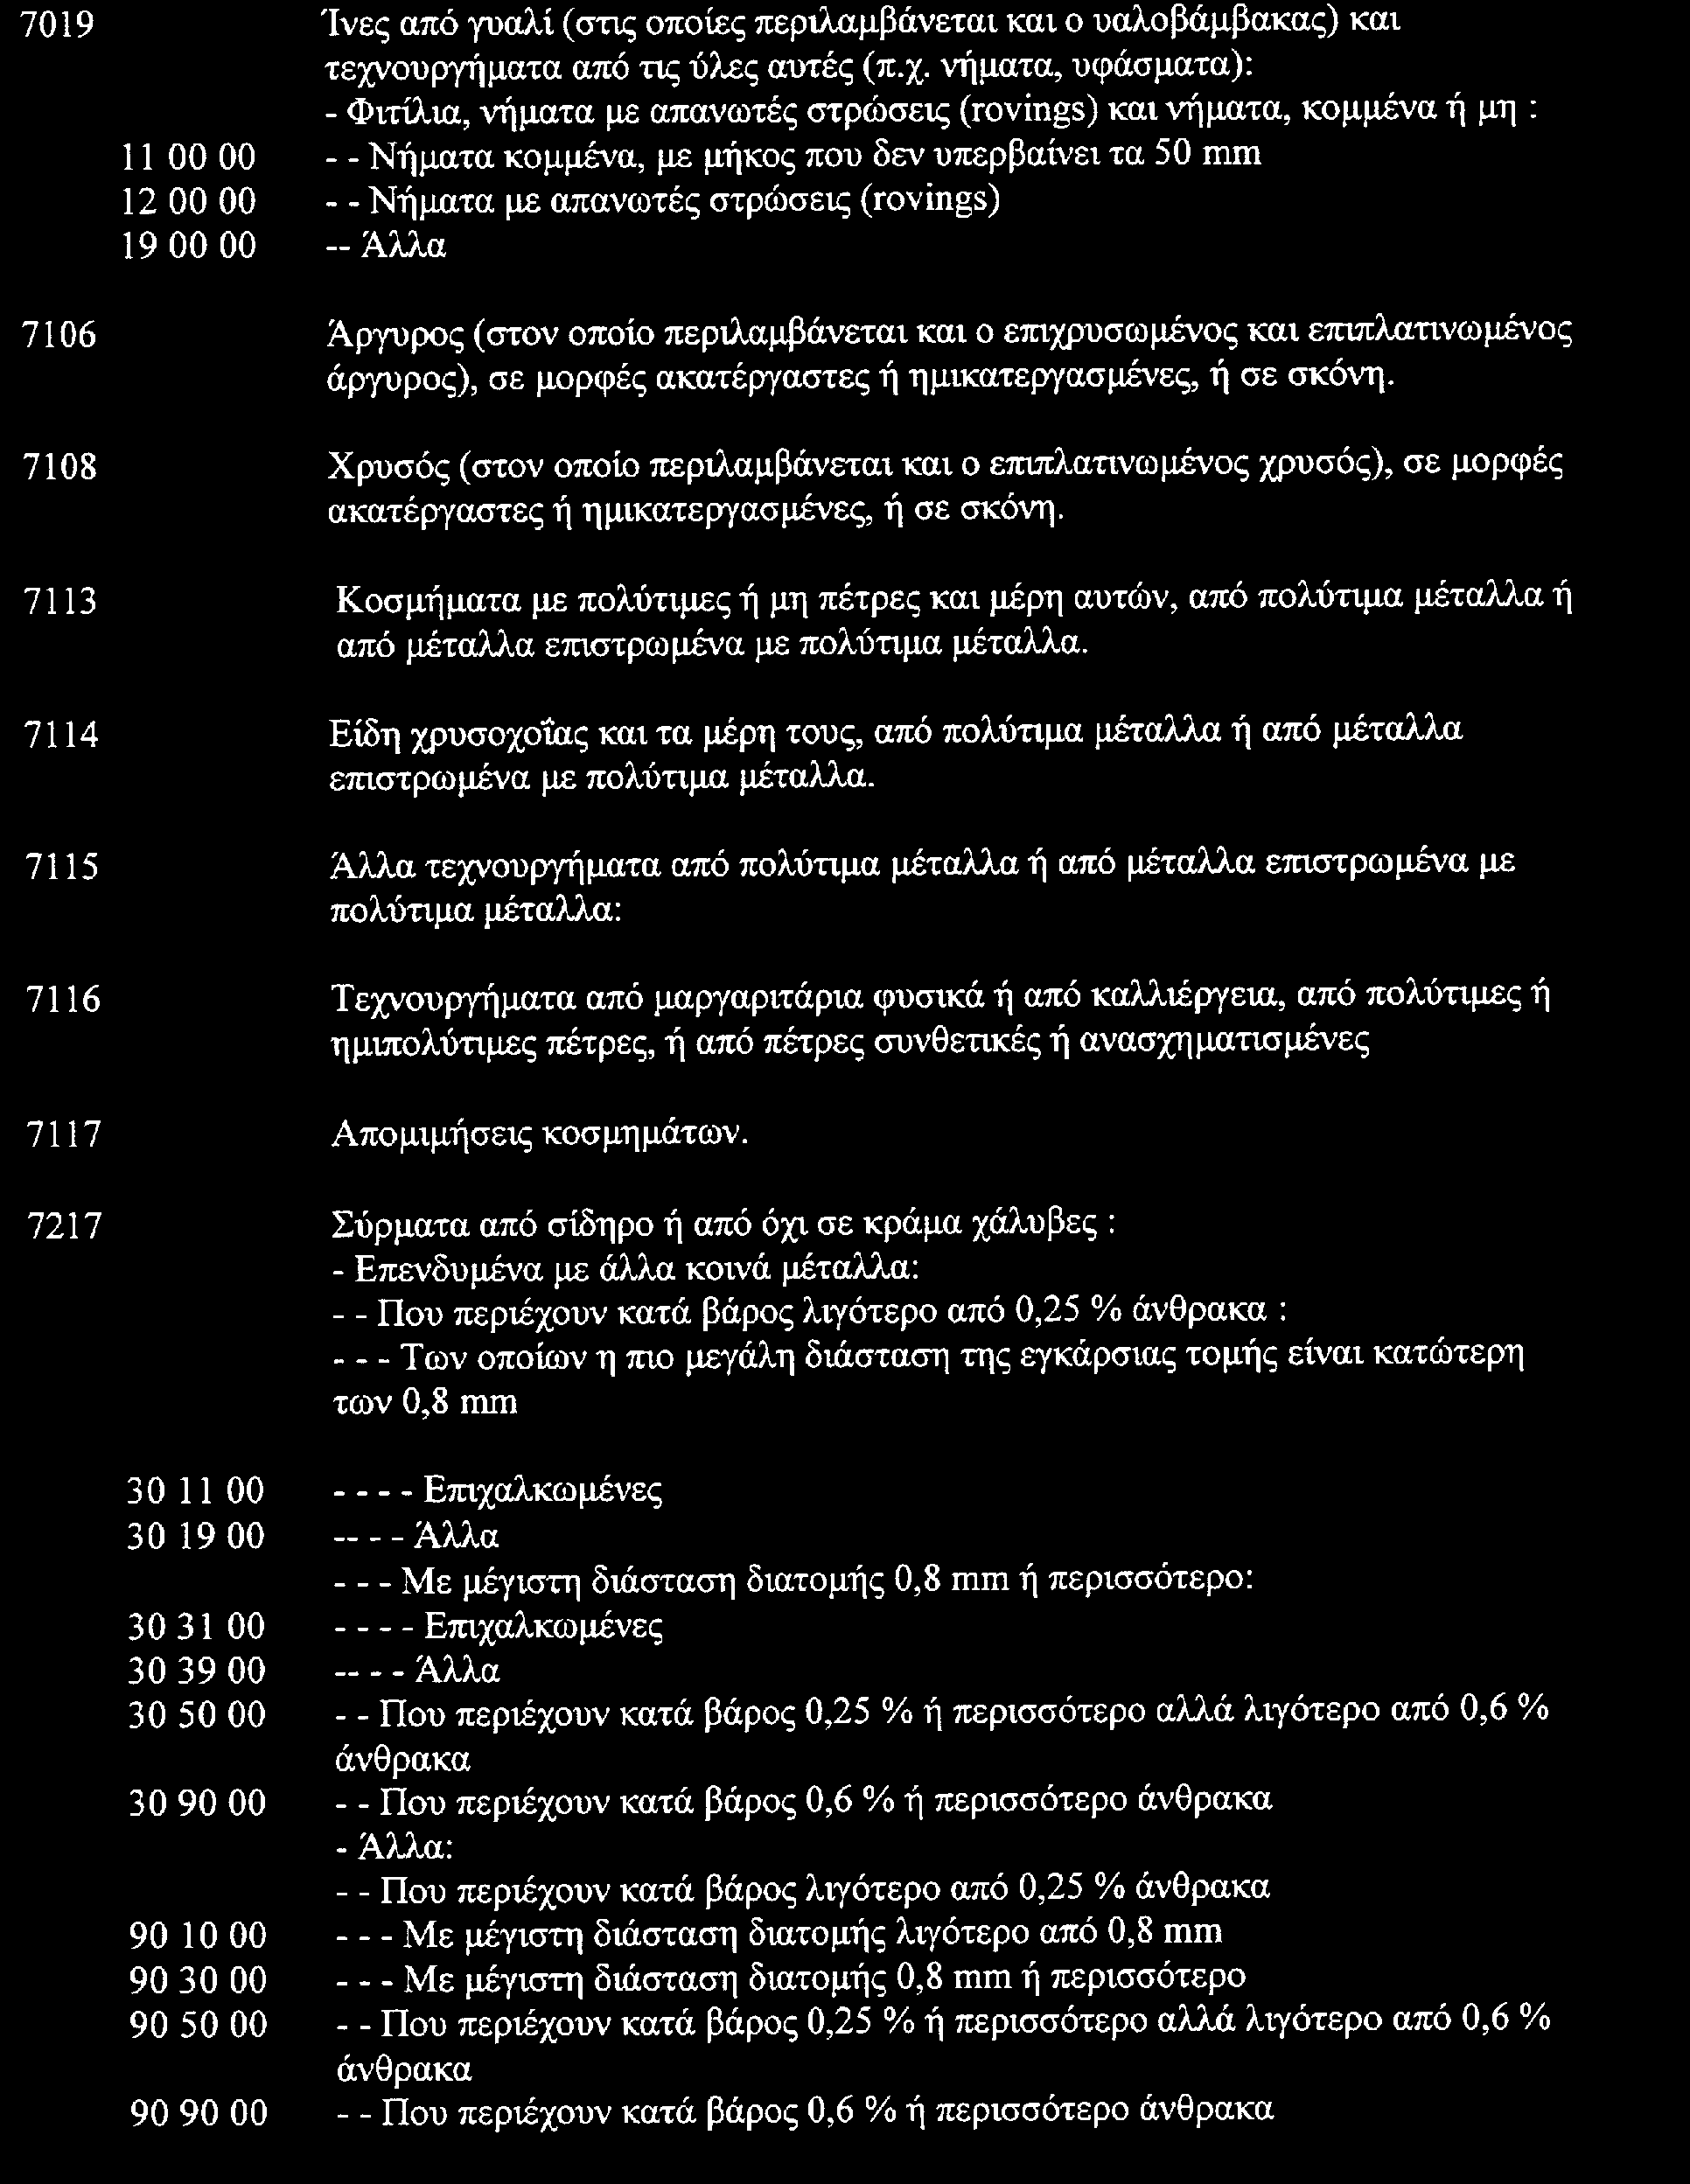 7019 Ίνες από γυαλί (στις οποίες περιλαμβάνεται και ο υαλοβάμβακας) και
τεχνουργήματα από τις ύλες αυτές (π.χ. νήματα, υφάσματα):
- Φιτίλια, νήματα με απανωτές στρώσεις (rovings) και νήματα, κομμένα ή μη :
11 00 00 - - Νήματα κομμένα, με μήκος που δεν υπερβαίνει τα 50 mm
12 00 00 - - Νήματα με απανωτές στρώσεις (rovings)
19 00 00 -- Άλλα
7106 Άργυρος (στον οποίο περιλαμβάνεται και ο επιχρυσωμένος και επιπλατινωμένος
άργυρος), σε μορφές ακατέργαστες ή ημικατεργασμένες, ή σε σκόνη.
7108 Χρυσός (στον οποίο περιλαμβάνεται και ο επιπλατινωμένος χρυσός), σε μορφές
ακατέργαστες ή ημικατεργασμένες, ή σε σκόνη.
7113 Κοσμήματα με πολύτιμες ή μη πέτρες και μέρη αυτών, από πολύτιμα μέταλλα ή
από μέταλλα επιστρωμένα με πολύτιμα μέταλλα.
7114 Είδη χρυσοχοΐας και τα μέρη τους, από πολύτιμα μέταλλα ή από μέταλλα
επιστρωμένα με πολύτιμα μέταλλα.
7115 Άλλα τεχνουργήματα από πολύτιμα μέταλλα ή από μέταλλα επιστρωμένα με
πολύτιμα μέταλλα:
7116 Τεχνουργήματα από μαργαριτάρια φυσικά ή από καλλιέργεια, από πολύτιμες ή
ημιπολύτιμες πέτρες, ή από πέτρες συνθετικές ή ανασχηματισμένες
7117 Απομιμήσεις κοσμημάτων.
7217 Σύρματα από σίδηρο ή από όχι σε κράμα χάλυβες :
- Επενδυμένα με άλλα κοινά μέταλλα:
- - Που περιέχουν κατά βάρος λιγότερο από 0,25 % άνθρακα :
- - - Των οποίων η πιο μεγάλη διάσταση της εγκάρσιας τομής είναι κατώτερη
των 0,8 mm
30 11 00 - - - - Επιχαλκωμένες
30 19 00 -- - - Άλλα
- - - Με μέγιστη διάσταση διατομής 0,8 mm ή περισσότερο:
30 31 00 - - - - Επιχαλκωμένες
30 39 00 -- - - Άλλα
30 50 00 - - Που περιέχουν κατά βάρος 0,25 % ή περισσότερο αλλά λιγότερο από 0,6 %
άνθρακα
30 90 00 - - Που περιέχουν κατά βάρος 0,6 % ή περισσότερο άνθρακα
- Άλλα:
- - Που περιέχουν κατά βάρος λιγότερο από 0,25 % άνθρακα
90 10 00 - - - Με μέγιστη διάσταση διατομής λιγότερο από 0,8 mm
90 30 00 - - - Με μέγιστη διάσταση διατομής 0,8 mm ή περισσότερο
90 50 00 - - Που περιέχουν κατά βάρος 0,25 % ή περισσότερο αλλά λιγότερο από 0,6 %
άνθρακα
90 90 00 - - Που περιέχουν κατά βάρος 0,6 % ή περισσότερο άνθρακα